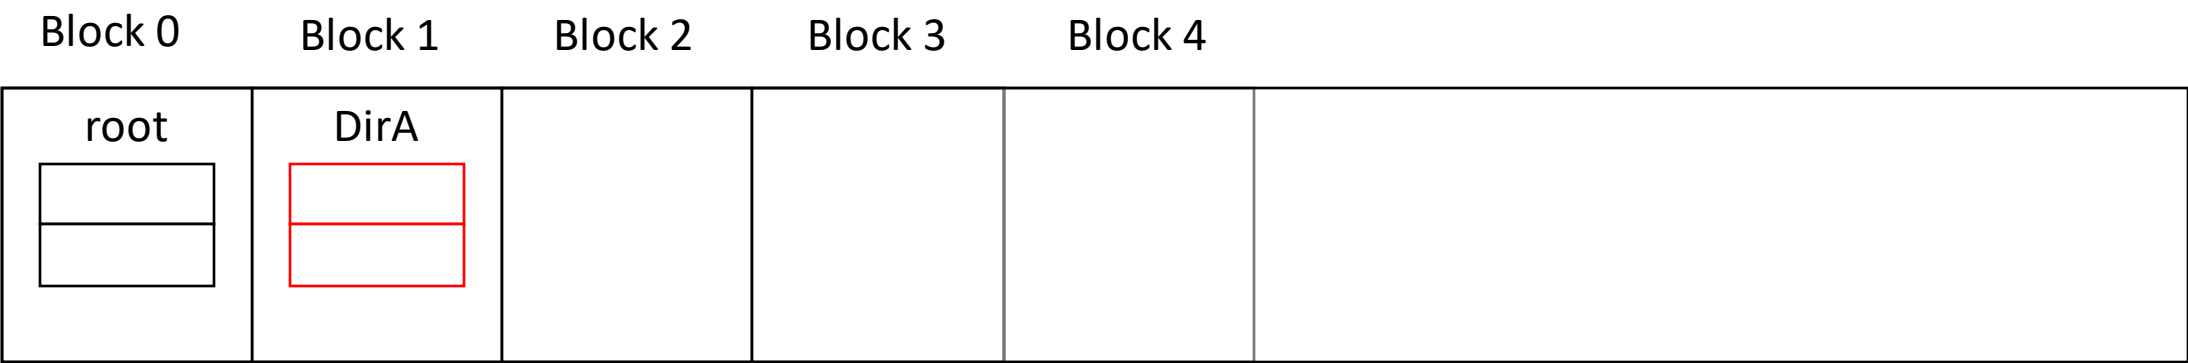 Block 0 Block 1 Block 2 Block 3 Block 4
root DirA